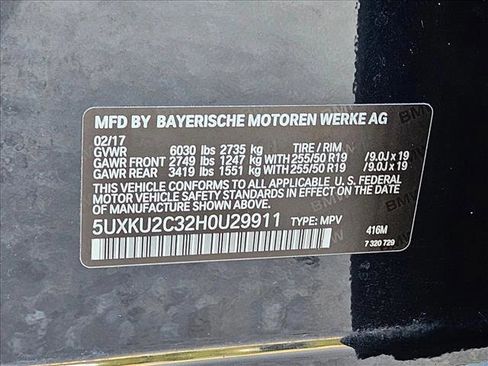 MFD BY BAYERISCHE MOTOREN WERKE AG
02/17
GVWR 6030 lbs 2735 kg TIRE / RIM
GAWR FRONT 2749 lbs 1247 kg WITH 255/50 R19 / 9.0J x 19
GAWR REAR 3419 lbs 1551 kg WITH 255/50 R19 / 9.0J x 19
THIS VEHICLE CONFORMS TO ALL APPLICABLE U.S. FEDERAL
MOTOR VEHICLE SAFETY STANDARDS IN EFFECT ON THE DATE OF
MANUFACTURE SHOWN ABOVE.
5UXKU2C32H0U29911 TYPE: MPV
416M
7 320 729